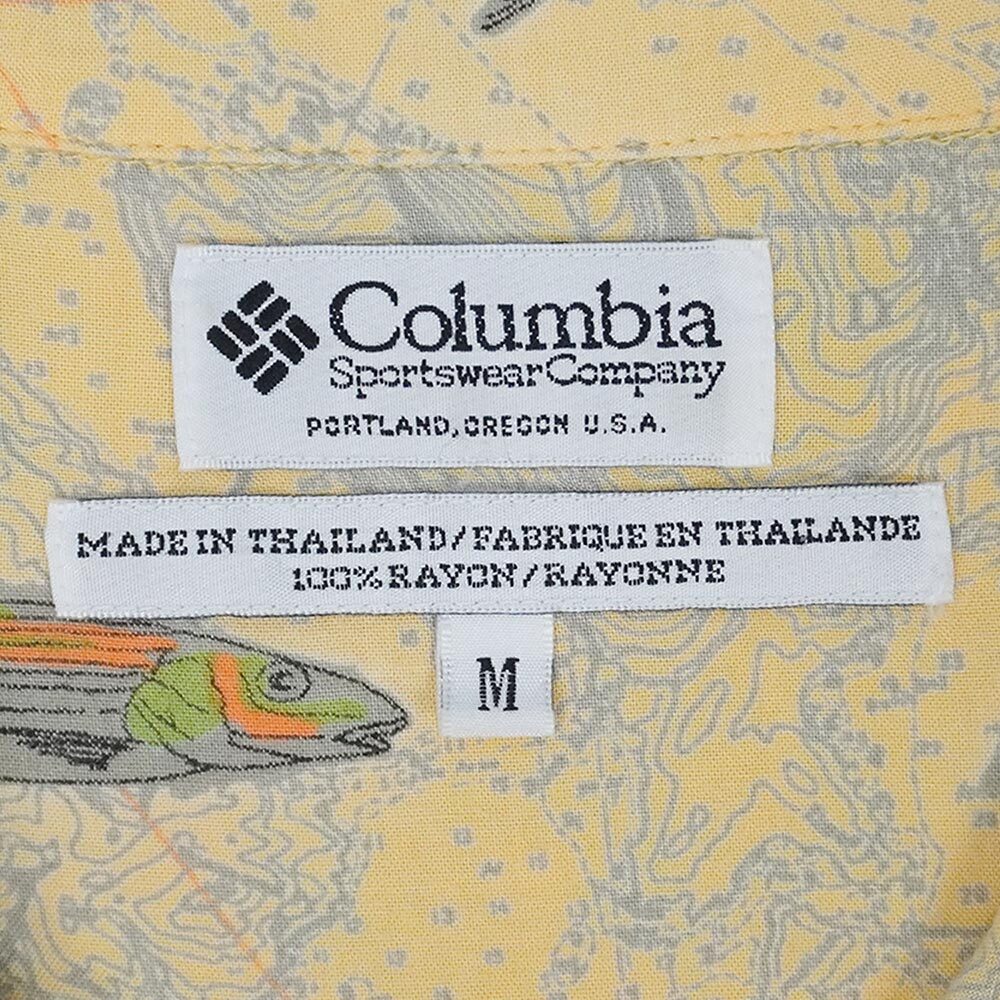 Columbia
Sportswear Company
PORTLAND, OREGON U.S.A.
MADE IN THAILAND/FABRIQUE EN THAILANDE
100% RAYON/RAYONNE
M